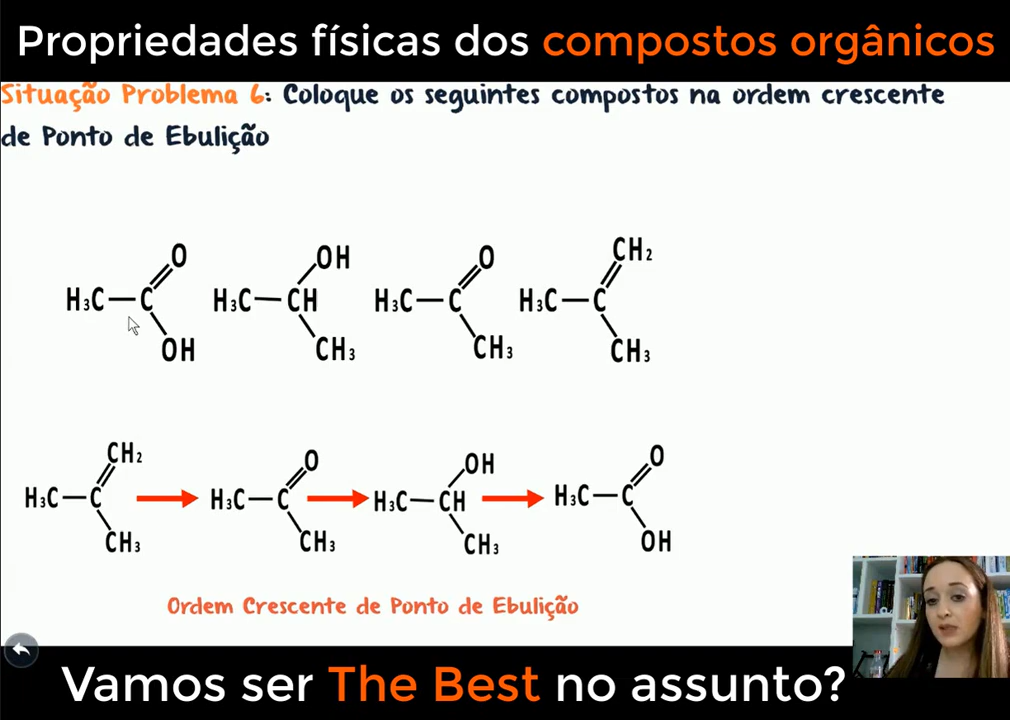 Propriedades físicas dos compostos orgânicos
Situação Problema 6: Coloque os seguintes compostos na ordem crescente
de Ponto de Ebulição
H₃C — C
O
OH
H₃C — CH
OH
CH₃
H₃C — C
O
CH₃
H₃C — C
CH₂
CH₃
H₃C — C
CH₂
CH₃
H₃C — C
O
CH₃
H₃C — CH
OH
CH₃
H₃C — C
O
OH
Ordem Crescente de Ponto de Ebulição
Vamos ser The Best no assunto?